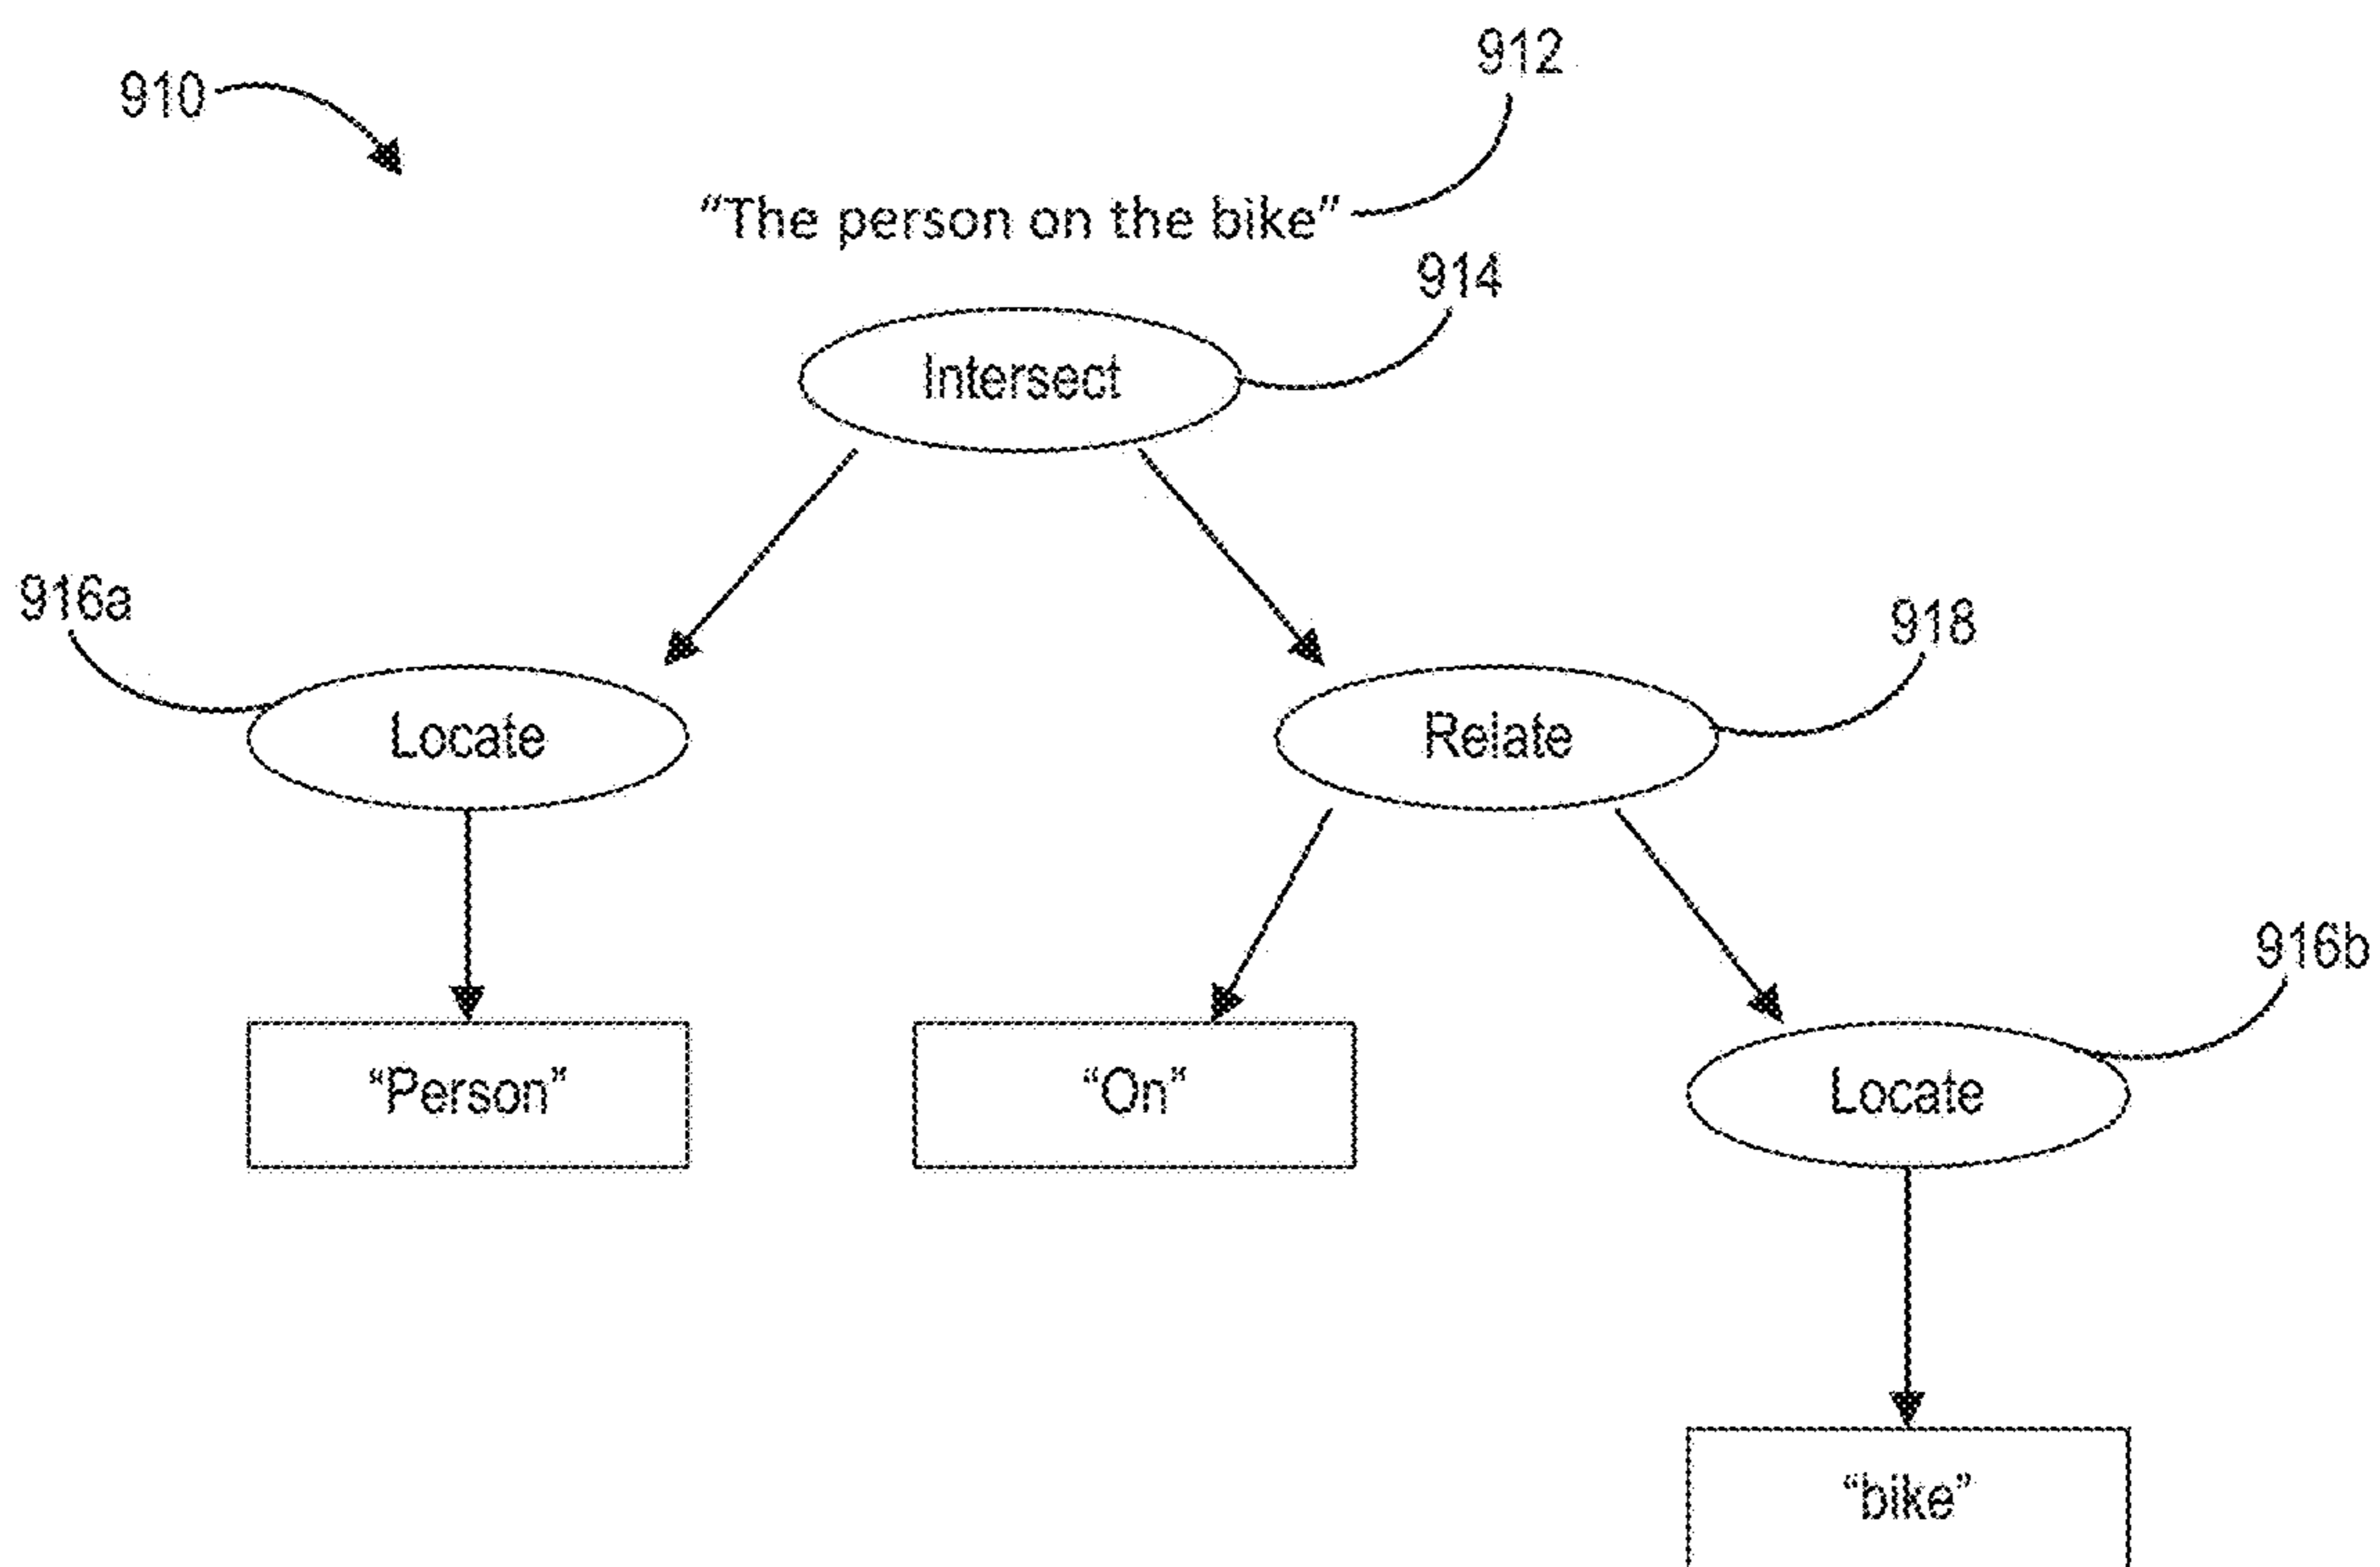 912
910
“The person on the bike”
914
Intersect
916a
918
Locate
Relate
916b
“Person”
“On”
Locate
“bike”